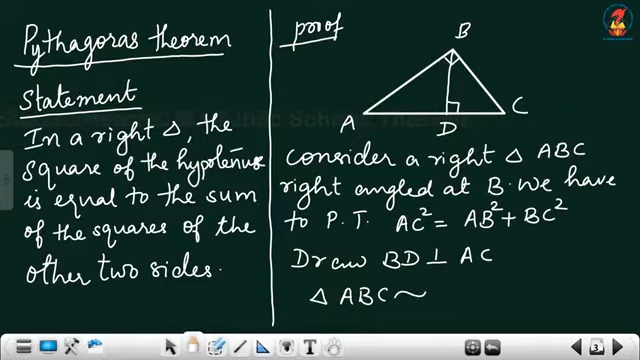 Pythagoras theorem
Statement
In a right △, the
square of the hypotenuse
is equal to the sum
of the squares of the
other two sides.
proof
B
A
D
C
Consider a right △ ABC
right angled at B. We have
to P.T. AC² = AB² + BC²
Draw BD ⊥ AC
△ ABC ~
T
3